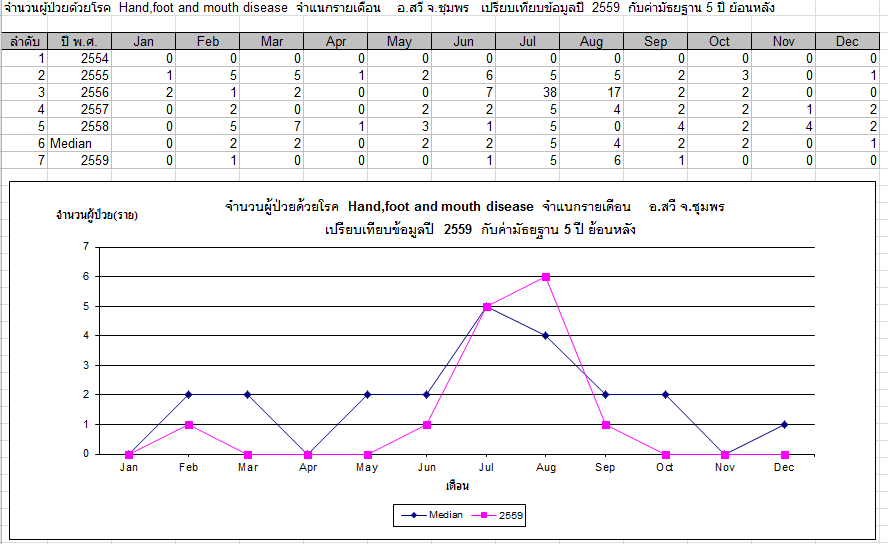 จำนวนผู้ป่วยด้วยโรค Hand,foot and mouth disease จำแนกรายเดือน อ.สวี จ.ชุมพร เปรียบเทียบข้อมูลปี 2559 กับค่ามัธยฐาน 5 ปี ย้อนหลัง
ลำดับ ปี พ.ศ. Jan Feb Mar Apr May Jun Jul Aug Sep Oct Nov Dec
1 2554 0 0 0 0 0 0 0 0 0 0 0 0
2 2555 1 5 5 1 2 6 5 5 2 3 0 1
3 2556 2 1 2 0 0 7 38 17 2 2 0 0
4 2557 0 2 0 0 2 2 5 4 2 2 1 2
5 2558 0 5 7 1 3 1 5 0 4 2 4 2
6 Median 0 2 2 0 2 2 5 4 2 2 0 1
7 2559 0 1 0 0 0 1 5 6 1 0 0 0
จำนวนผู้ป่วยด้วยโรค Hand,foot and mouth disease จำแนกรายเดือน อ.สวี จ.ชุมพร
เปรียบเทียบข้อมูลปี 2559 กับค่ามัธยฐาน 5 ปี ย้อนหลัง
จำนวนผู้ป่วย(ราย)
7
6
5
4
3
2
1
0
Jan Feb Mar Apr May Jun Jul Aug Sep Oct Nov Dec
เดือน
Median 2559